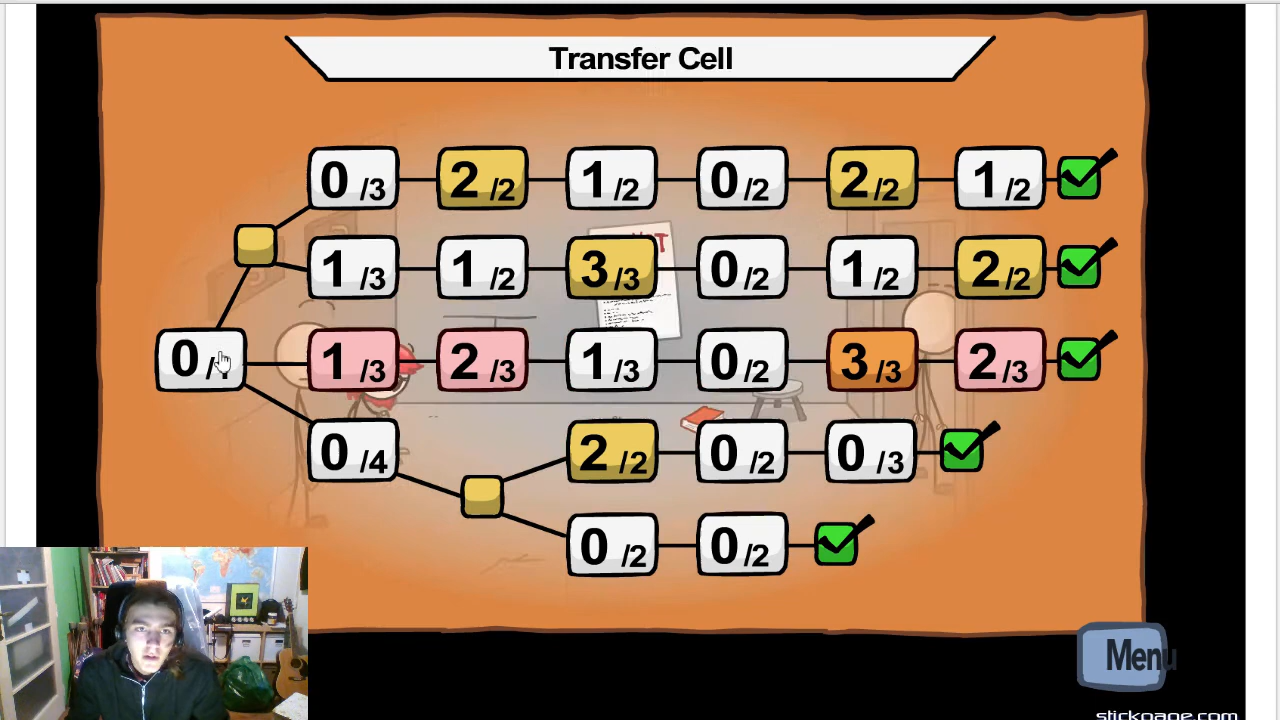 Transfer Cell
0 /3 2 /2 1 /2 0 /2 2 /2 1 /2
1 /3 1 /2 3 /3 0 /2 1 /2 2 /2
0 / 1 /3 2 /3 1 /3 0 /2 3 /3 2 /3
0 /4 2 /2 0 /2 0 /3
0 /2 0 /2
Menu
stickpage.com